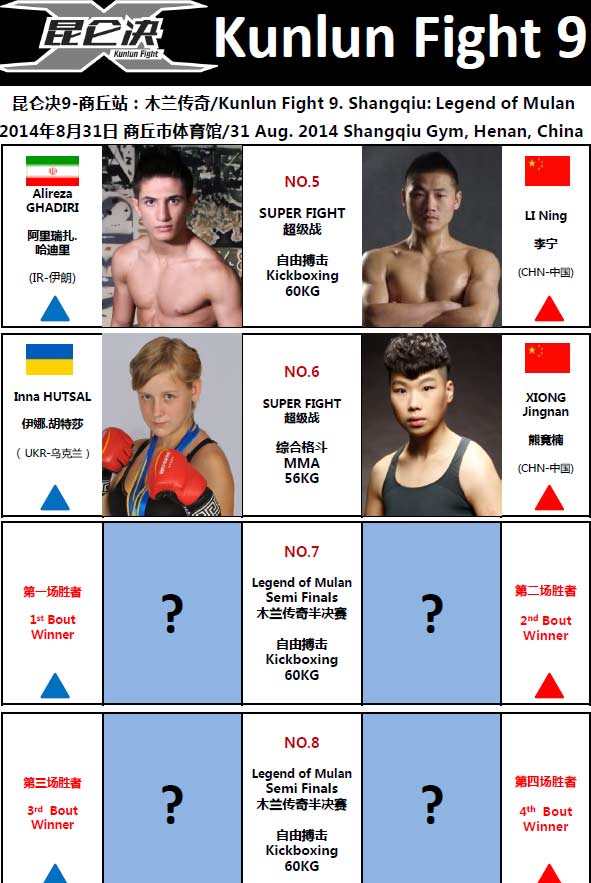 昆仑决
Kunlun Fight
Kunlun Fight 9
昆仑决9-商丘站：木兰传奇/Kunlun Fight 9. Shangqiu: Legend of Mulan
2014年8月31日 商丘市体育馆/31 Aug. 2014 Shangqiu Gym, Henan, China
Alireza
GHADIRI
阿里瑞扎.
哈迪里
(IR-伊朗)
NO.5
SUPER FIGHT
超级战
自由搏击
Kickboxing
60KG
LI Ning
李宁
(CHN-中国)
Inna HUTSAL
伊娜.胡特莎
( UKR-乌克兰 )
NO.6
SUPER FIGHT
超级战
综合格斗
MMA
56KG
XIONG
Jingnan
熊竟楠
(CHN-中国)
第一场胜者
1st Bout
Winner
?
NO.7
Legend of Mulan
Semi Finals
木兰传奇半决赛
自由搏击
Kickboxing
60KG
?
第二场胜者
2nd Bout
Winner
第三场胜者
3rd Bout
Winner
?
NO.8
Legend of Mulan
Semi Finals
木兰传奇半决赛
自由搏击
Kickboxing
60KG
?
第四场胜者
4th Bout
Winner